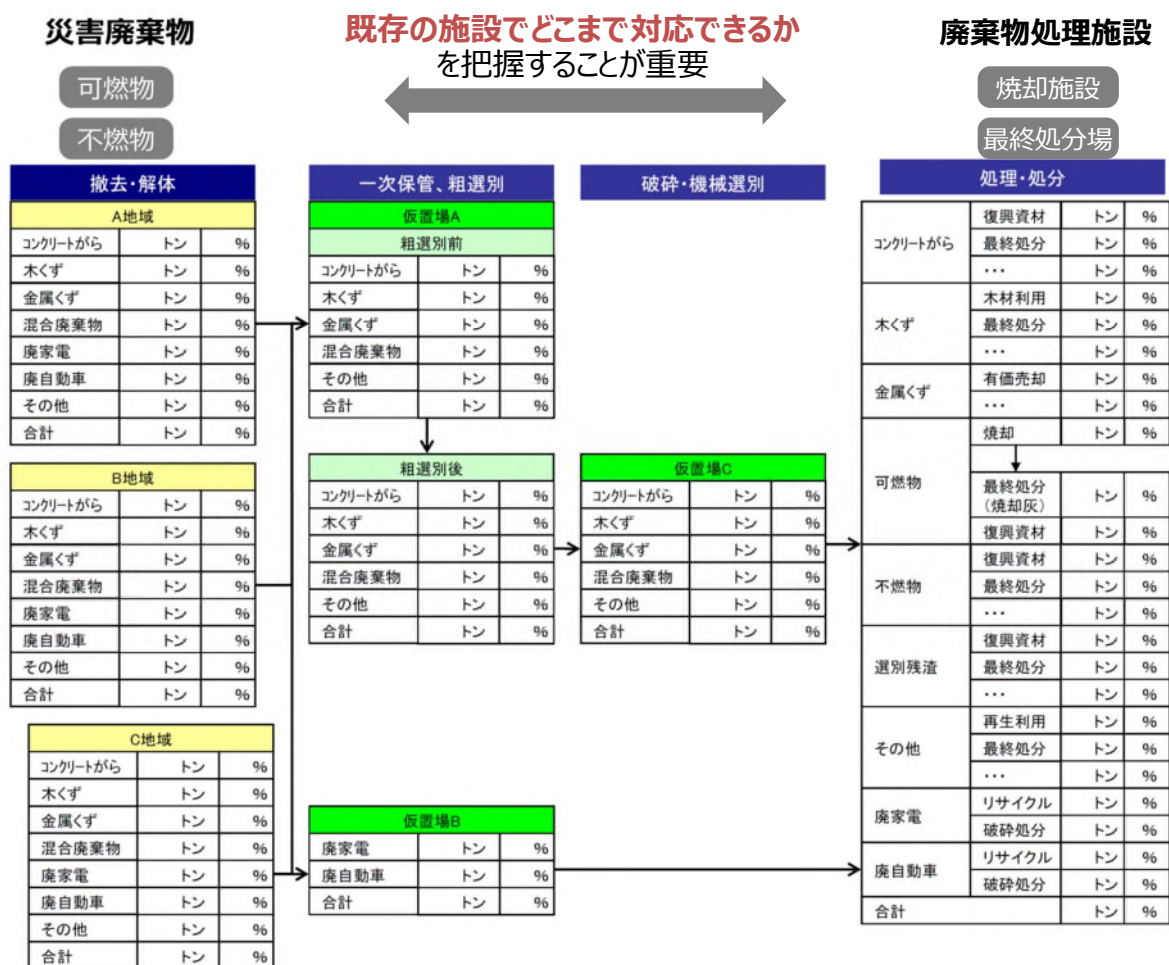 災害廃棄物
可燃物
不燃物
既存の施設でどこまで対応できるか
を把握することが重要
廃棄物処理施設
焼却施設
最終処分場
撤去・解体
A地域
コンクリートがら トン %
木くず トン %
金属くず トン %
混合廃棄物 トン %
廃家電 トン %
廃自動車 トン %
その他 トン %
合計 トン %
B地域
コンクリートがら トン %
木くず トン %
金属くず トン %
混合廃棄物 トン %
廃家電 トン %
廃自動車 トン %
その他 トン %
合計 トン %
C地域
コンクリートがら トン %
木くず トン %
金属くず トン %
混合廃棄物 トン %
廃家電 トン %
廃自動車 トン %
その他 トン %
合計 トン %
一次保管、粗選別
仮置場A
粗選別前
コンクリートがら トン %
木くず トン %
金属くず トン %
混合廃棄物 トン %
その他 トン %
合計 トン %
粗選別後
コンクリートがら トン %
木くず トン %
金属くず トン %
混合廃棄物 トン %
その他 トン %
合計 トン %
仮置場B
廃家電 トン %
廃自動車 トン %
合計 トン %
破砕・機械選別
仮置場C
コンクリートがら トン %
木くず トン %
金属くず トン %
混合廃棄物 トン %
その他 トン %
合計 トン %
処理・処分
コンクリートがら
復興資材 トン %
最終処分 トン %
… トン %
木くず
木材利用 トン %
最終処分 トン %
… トン %
金属くず
有価売却 トン %
… トン %
可燃物
焼却 トン %
最終処分
（焼却灰） トン %
復興資材 トン %
不燃物
復興資材 トン %
最終処分 トン %
… トン %
選別残渣
復興資材 トン %
最終処分 トン %
… トン %
その他
再生利用 トン %
最終処分 トン %
… トン %
廃家電
リサイクル トン %
破砕処分 トン %
廃自動車
リサイクル トン %
破砕処分 トン %
合計 トン %